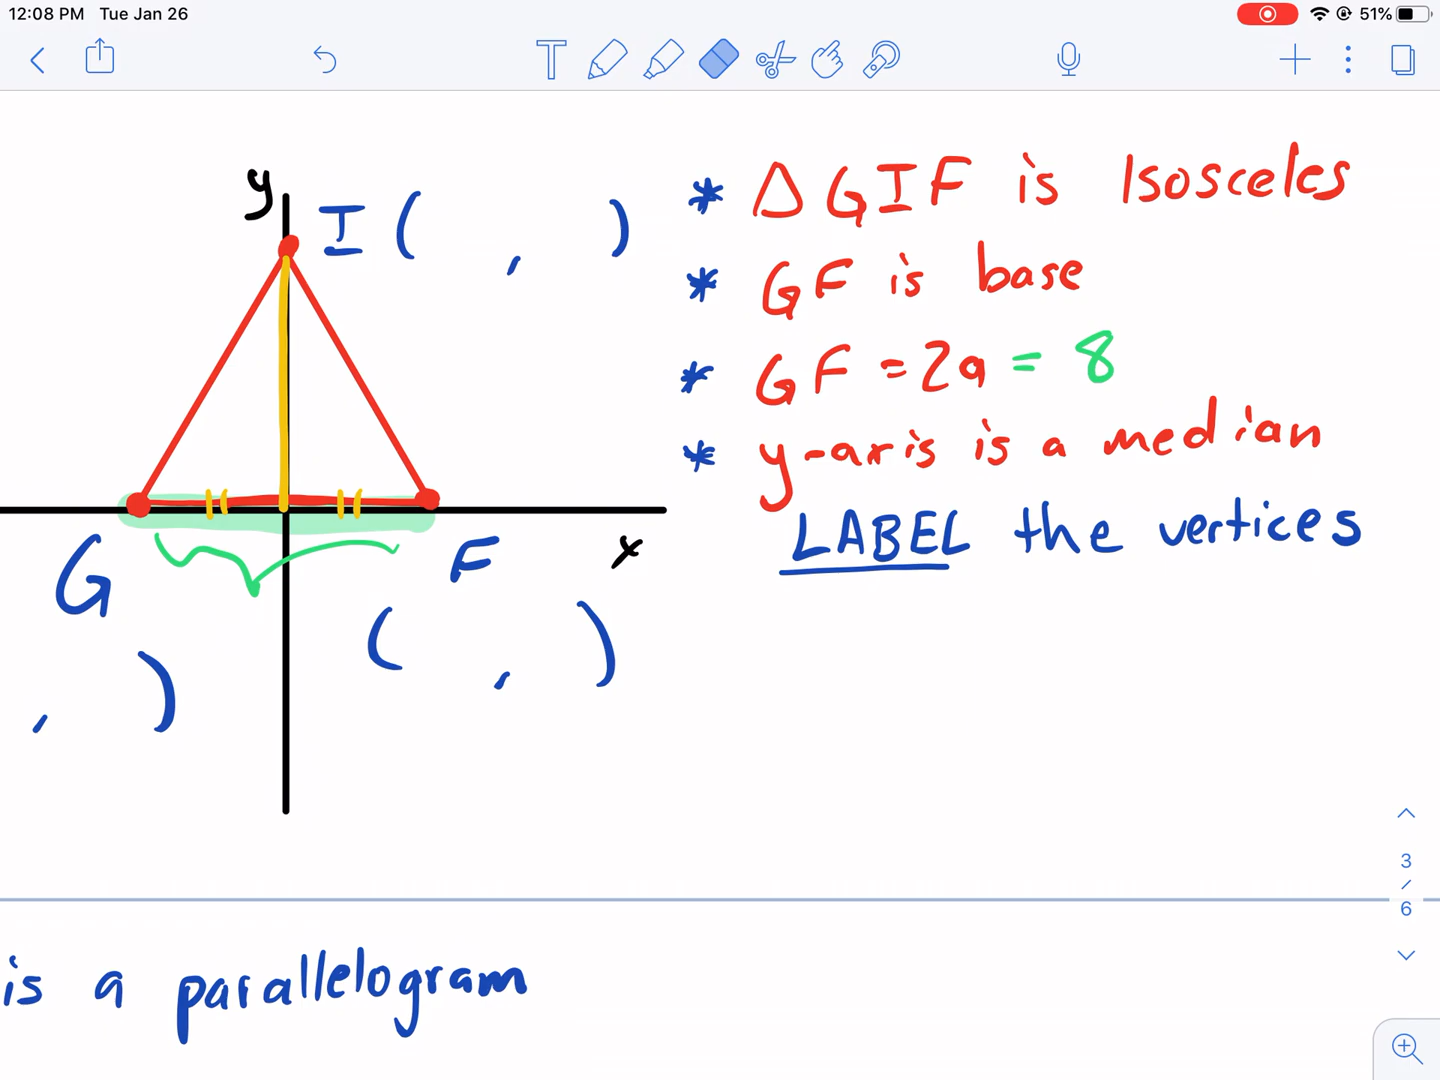 12:08 PM Tue Jan 26
51%
T
y
I ( , )
* △GIF is Isosceles
* GF is base
* GF = 2a = 8
* y-axis is a median
LABEL the vertices
x
G
F
( , )
, )
3
/
6
is a parallelogram